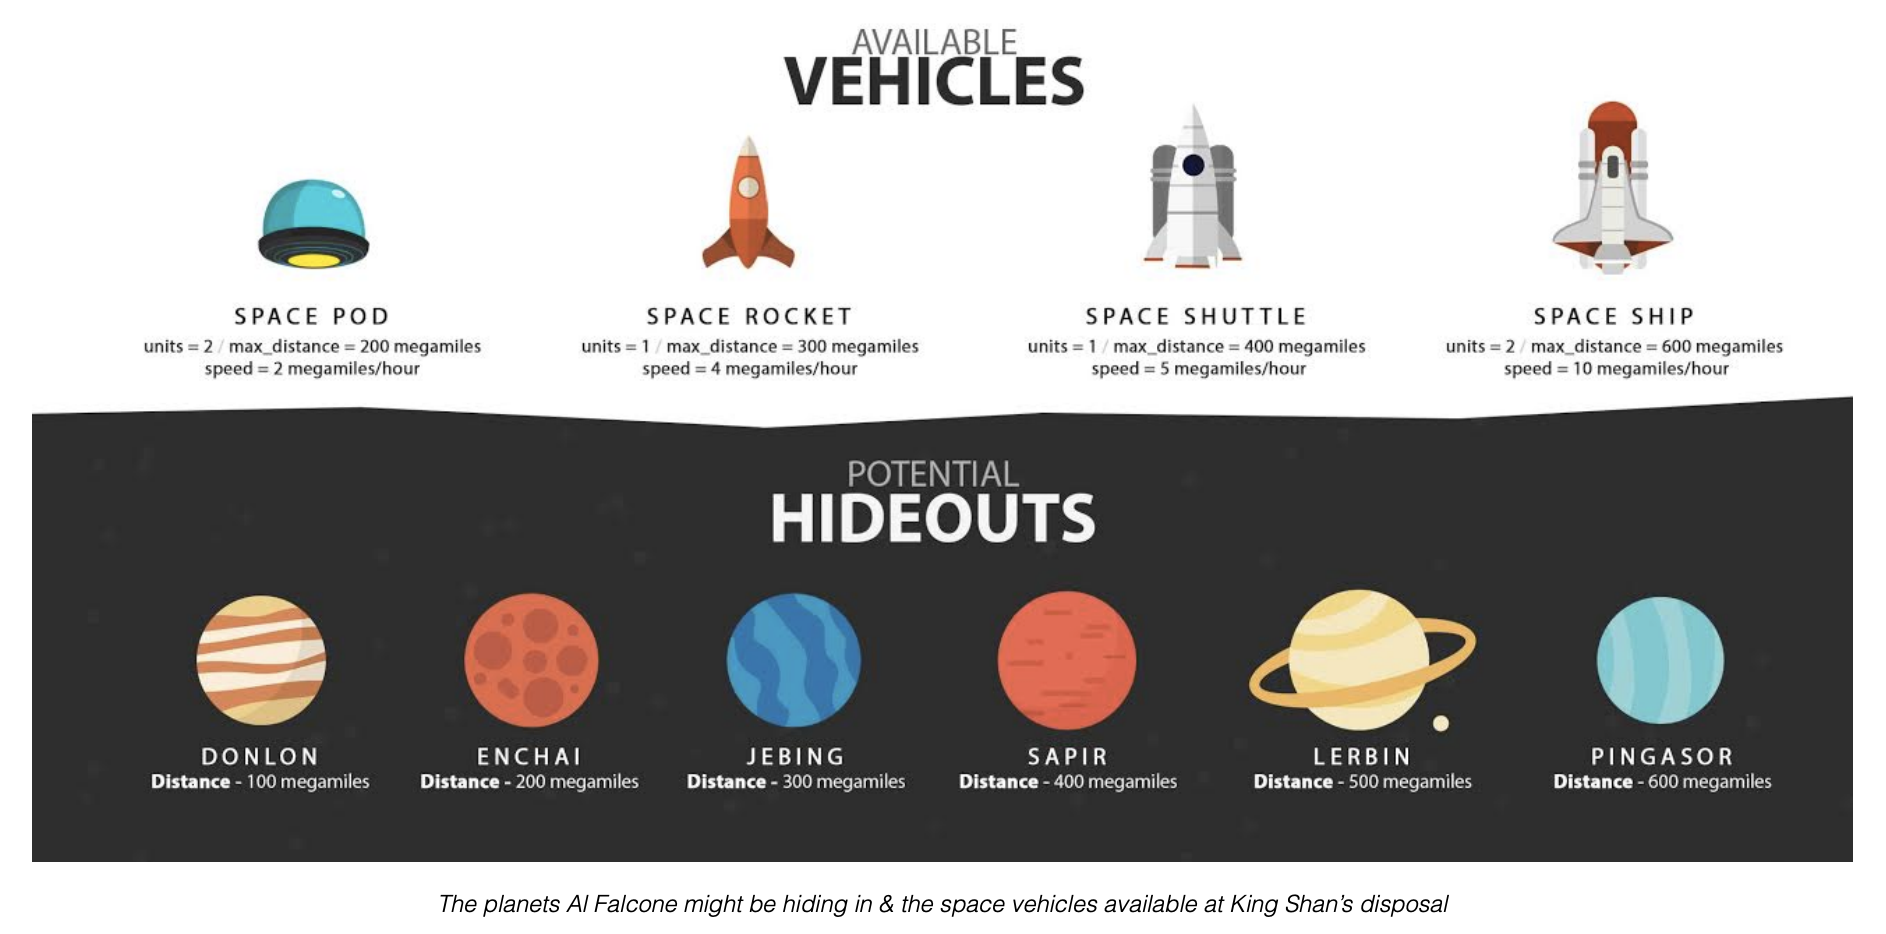 AVAILABLE
VEHICLES
SPACE POD
units = 2 / max_distance = 200 megamiles
speed = 2 megamiles/hour
SPACE ROCKET
units = 1 / max_distance = 300 megamiles
speed = 4 megamiles/hour
SPACE SHUTTLE
units = 1 / max_distance = 400 megamiles
speed = 5 megamiles/hour
SPACE SHIP
units = 2 / max_distance = 600 megamiles
speed = 10 megamiles/hour
POTENTIAL
HIDEOUTS
DONLON
Distance - 100 megamiles
ENCHAI
Distance - 200 megamiles
JEBING
Distance - 300 megamiles
SAPIR
Distance - 400 megamiles
LERBIN
Distance - 500 megamiles
PINGASOR
Distance - 600 megamiles
The planets Al Falcone might be hiding in & the space vehicles available at King Shan's disposal